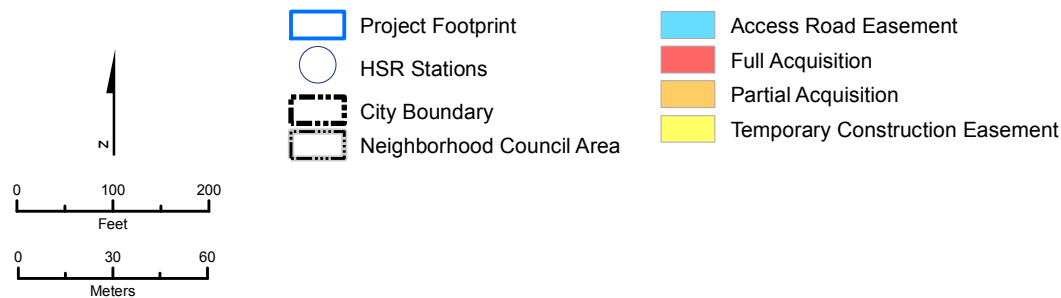 N
0 100 200
Feet
0 30 60
Meters
Project Footprint
HSR Stations
City Boundary
Neighborhood Council Area
Access Road Easement
Full Acquisition
Partial Acquisition
Temporary Construction Easement